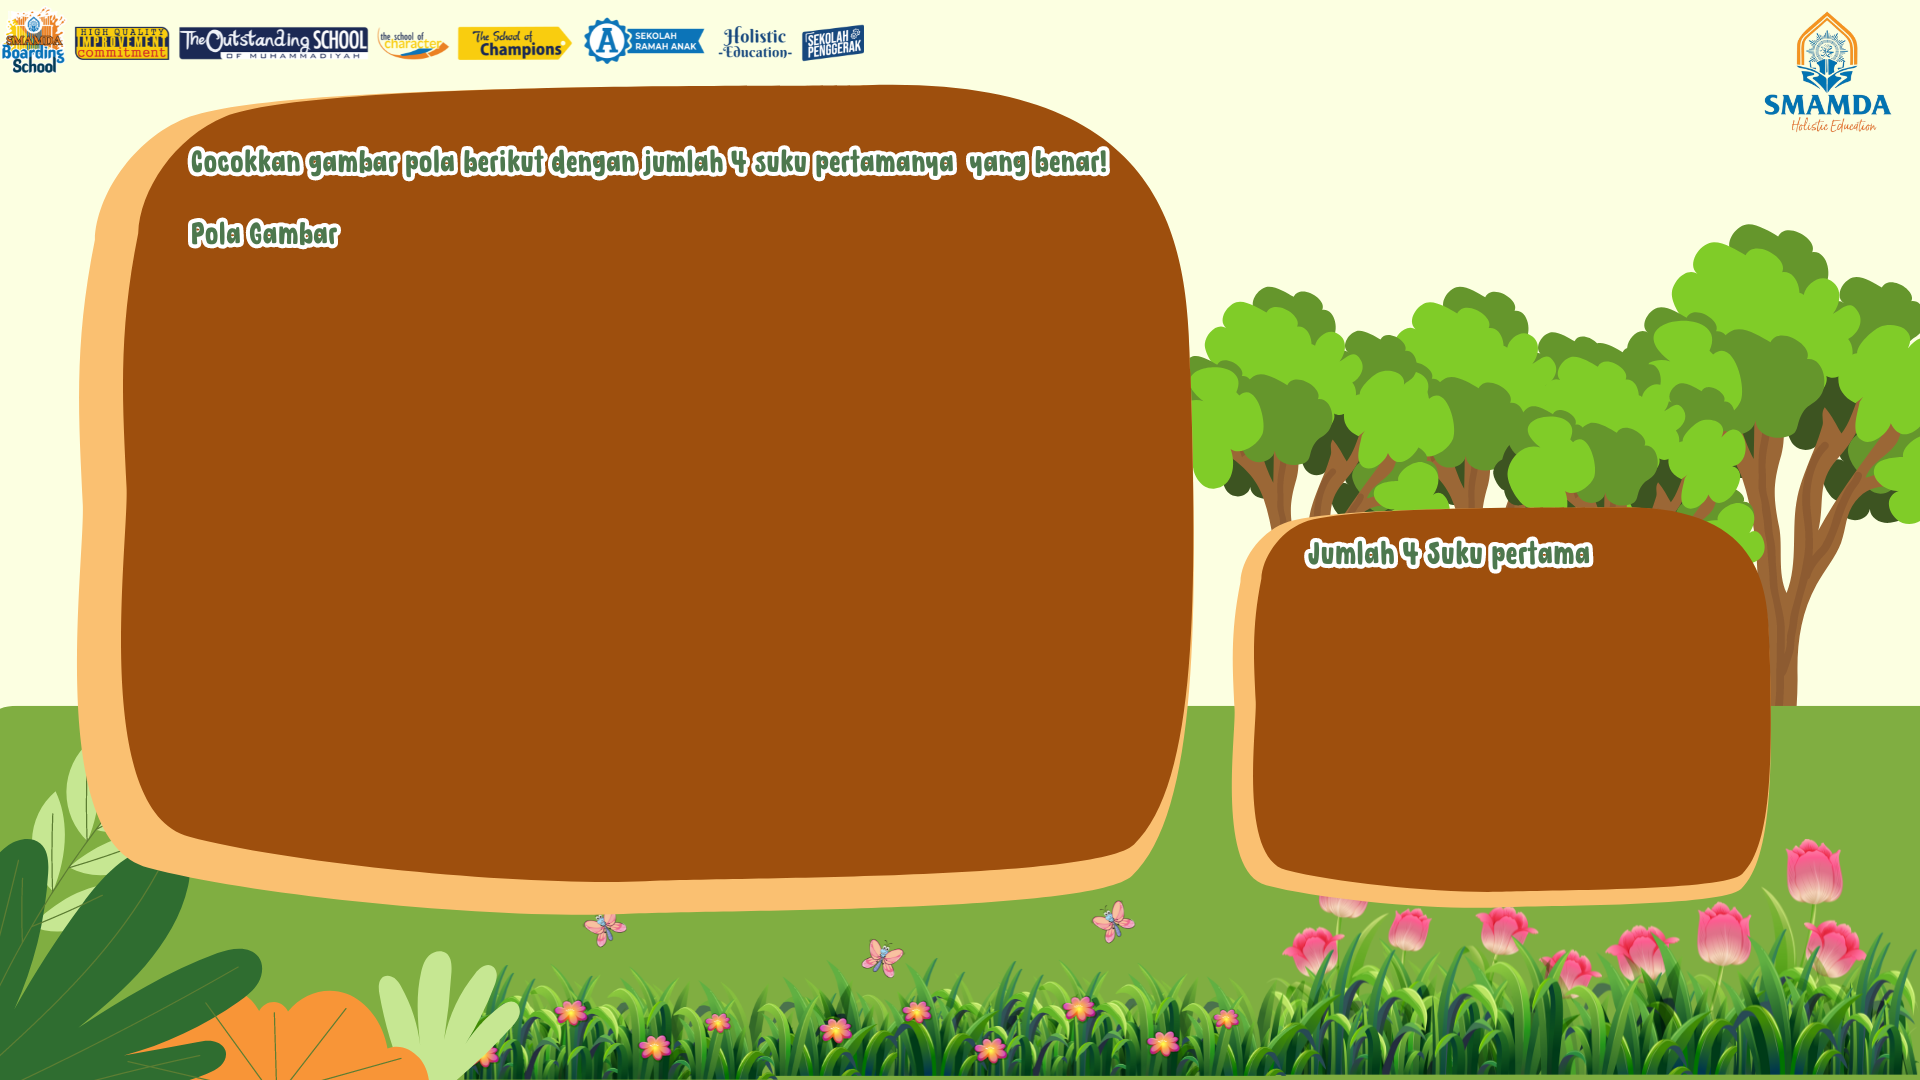 SMAMDA
Boarding
School
HIGH QUALITY
IMPROVEMENT
commitment
The Outstanding SCHOOL
OF MUHAMMADIYAH
the school of
character
The School of
Champions
A
SEKOLAH
RAMAH ANAK
Holistic
-Education-
SEKOLAH
PENGGERAK
SMAMDA
Holistic Education
Cocokkan gambar pola berikut dengan jumlah 4 suku pertamanya yang benar!
Pola Gambar
Jumlah 4 Suku pertama